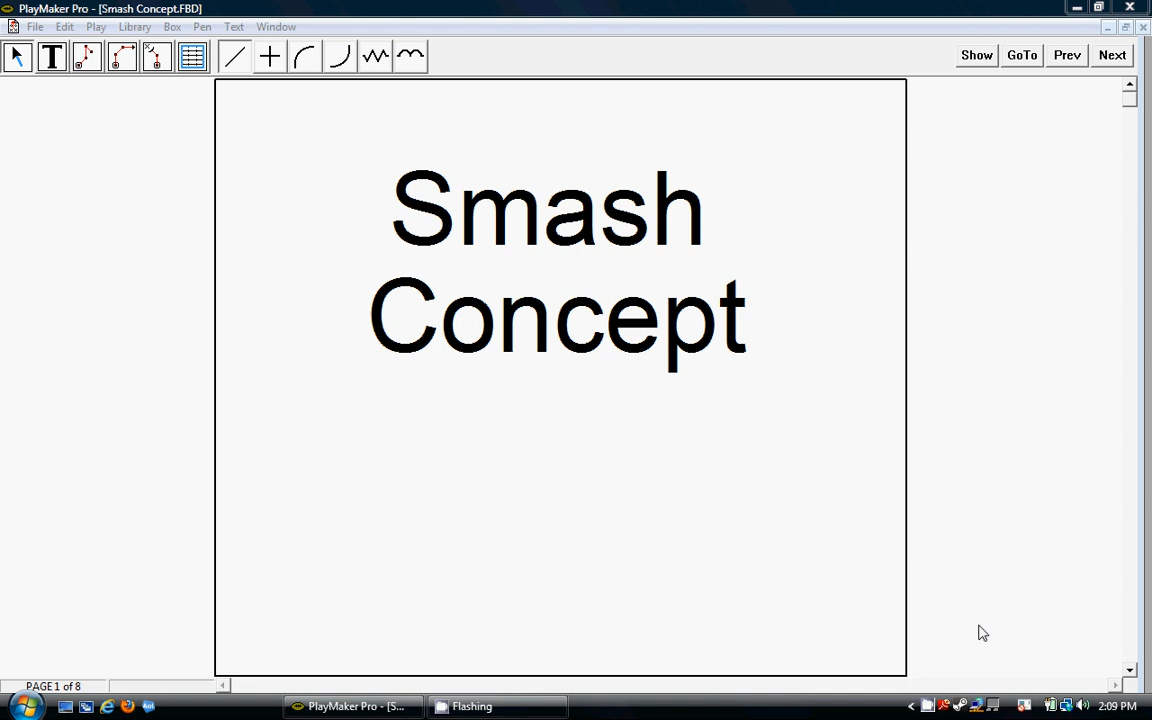 PlayMaker Pro - [Smash Concept.FBD]
File Edit Play Library Box Pen Text Window
T
Show GoTo Prev Next
Smash
Concept
PAGE 1 of 8
PlayMaker Pro - [S... Flashing 2:09 PM